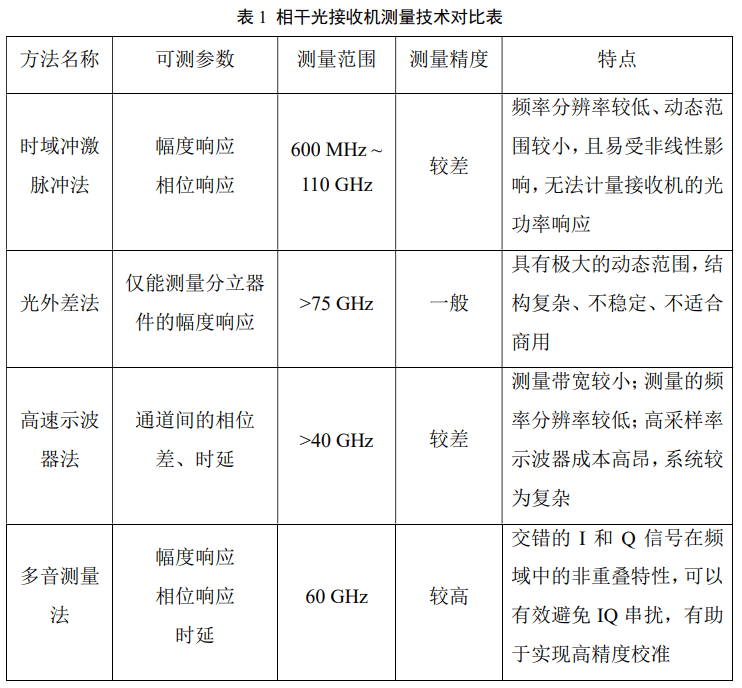 表 1 相干光接收机测量技术对比表
方法名称
可测参数
测量范围
测量精度
特点
时域冲激
脉冲法
幅度响应
相位响应
600 MHz ~
110 GHz
较差
频率分辨率较低、动态范
围较小，且易受非线性影
响，无法计量接收机的光
功率响应
光外差法
仅能测量分立器
件的幅度响应
>75 GHz
一般
具有极大的动态范围，结
构复杂、不稳定、不适合
商用
高速示波
器法
通道间的相位
差、时延
>40 GHz
较差
测量带宽较小；测量的频
率分辨率较低；高采样率
示波器成本高昂，系统较
为复杂
多音测量
法
幅度响应
相位响应
时延
60 GHz
较高
交错的 I 和 Q 信号在频
域中的非重叠特性，可以
有效避免 IQ 串扰，有助
于实现高精度校准